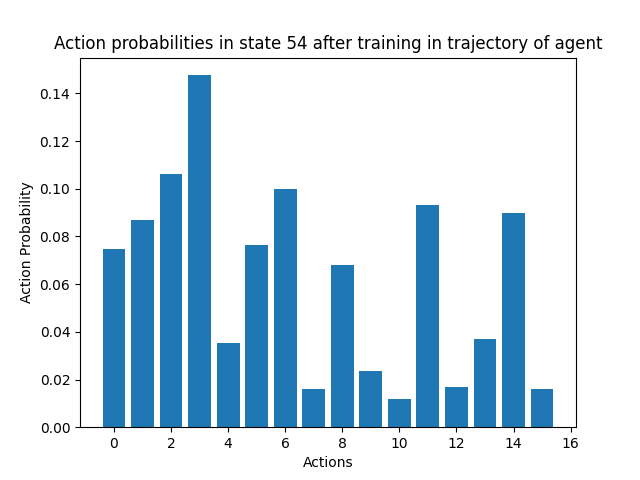 Action probabilities in state 54 after training in trajectory of agent
Action Probability
0.14
0.12
0.10
0.08
0.06
0.04
0.02
0.00
0 2 4 6 8 10 12 14 16
Actions